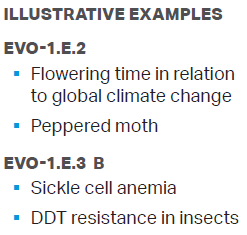 ILLUSTRATIVE EXAMPLES
EVO-1.E.2
▪ Flowering time in relation
to global climate change
▪ Peppered moth
EVO-1.E.3 B
▪ Sickle cell anemia
▪ DDT resistance in insects